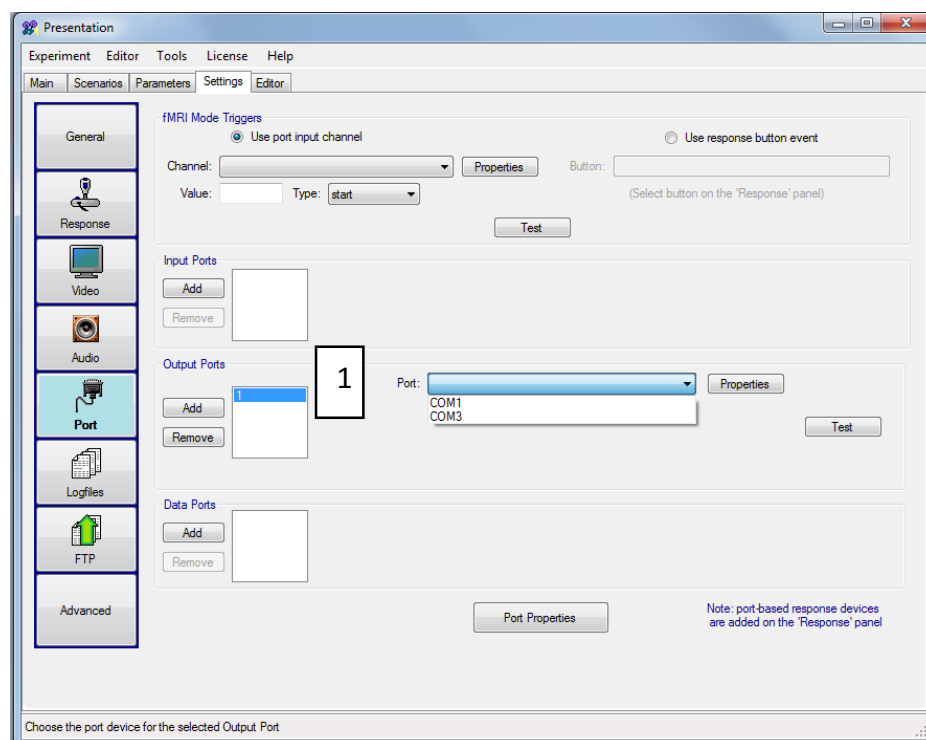 Presentation
Experiment Editor Tools License Help
Main Scenarios Parameters Settings Editor
General
Response
Video
Audio
Port
Logfiles
FTP
Advanced
fMRI Mode Triggers
Use port input channel
Use response button event
Channel:
Properties
Button:
Value:
Type: start
(Select button on the 'Response' panel)
Test
Input Ports
Add
Remove
Output Ports
1
1
Port:
Properties
COM1
COM3
Add
Remove
Test
Data Ports
Add
Remove
Port Properties
Note: port-based response devices
are added on the 'Response' panel
Choose the port device for the selected Output Port